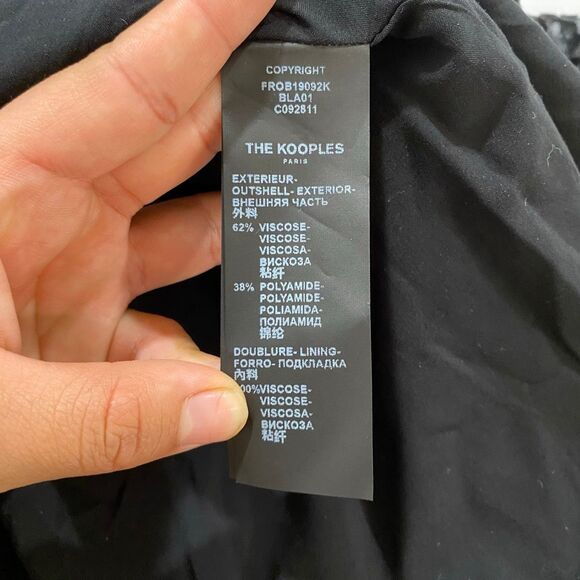 COPYRIGHT
FROB19092K
BLA01
C092811
THE KOOPLES
PARIS
EXTERIEUR-
OUTSHELL- EXTERIOR-
ВНЕШНЯЯ ЧАСТЬ
外料
62% VISCOSE-
VISCOSE-
VISCOSA-
ВИСКОЗА
粘纤
38% POLYAMIDE-
POLYAMIDE-
POLIAMIDA-
ПОЛИАМИД
锦纶
DOUBLURE- LINING-
FORRO- ПОДКЛАДКА
內料
00%VISCOSE-
VISCOSE-
VISCOSA-
ВИСКОЗА
粘纤